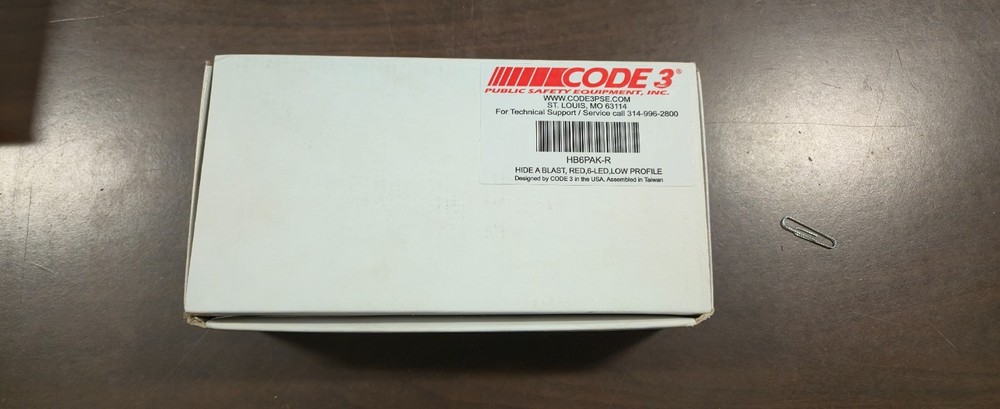 CODE 3®
PUBLIC SAFETY EQUIPMENT, INC.
WWW.CODE3PSE.COM
ST. LOUIS, MO 63114
For Technical Support / Service call 314-996-2800
HB6PAK-R
HIDE A BLAST, RED,6-LED,LOW PROFILE
Designed by CODE 3 in the USA. Assembled in Taiwan